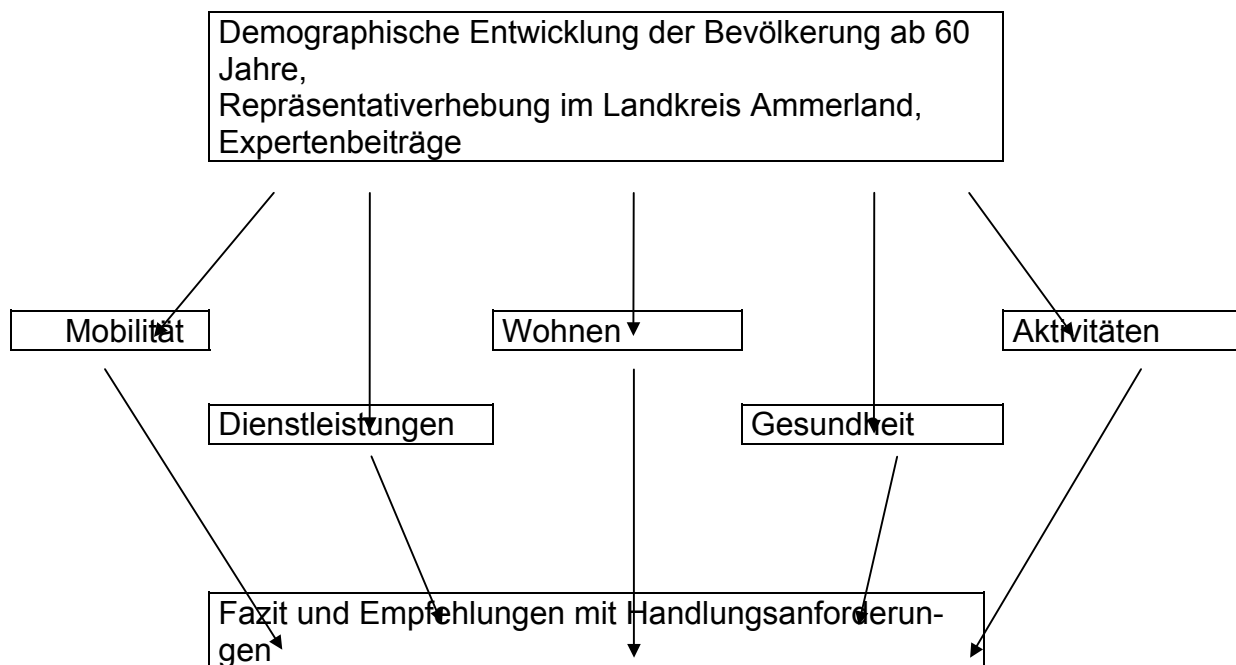 Demographische Entwicklung der Bevölkerung ab 60
Jahre,
Repräsentativerhebung im Landkreis Ammerland,
Expertenbeiträge
Mobilität
Wohnen
Aktivitäten
Dienstleistungen
Gesundheit
Fazit und Empfehlungen mit Handlungsanforderun-
gen